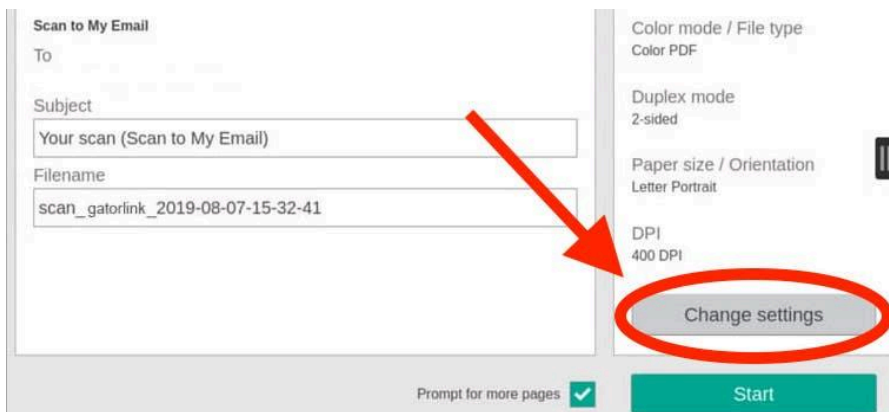 Scan to My Email
To
Subject
Your scan (Scan to My Email)
Filename
scan_gatorlink_2019-08-07-15-32-41
Color mode / File type
Color PDF
Duplex mode
2-sided
Paper size / Orientation
Letter Portrait
DPI
400 DPI
Change settings
Prompt for more pages
Start